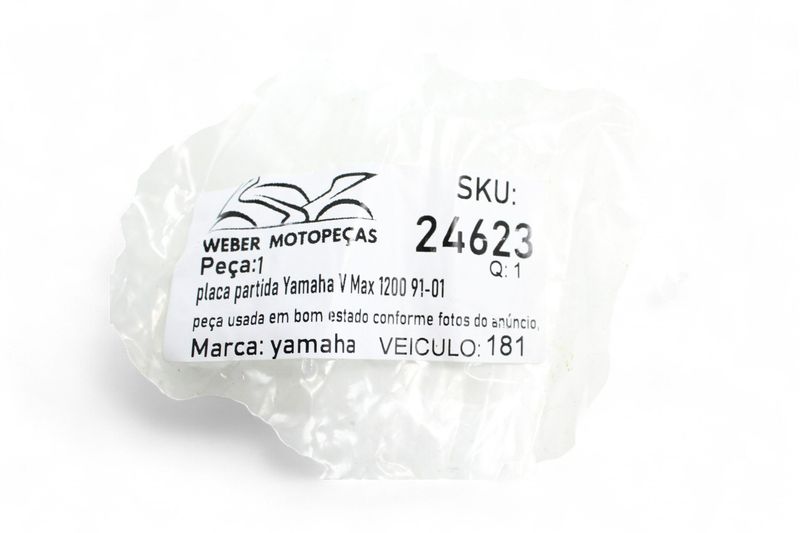 WEBER MOTOPEÇAS
SKU:
24623
Peça:1
Q: 1
placa partida Yamaha V Max 1200 91-01
peça usada em bom estado conforme fotos do anúncio,
Marca: yamaha VEICULO: 181